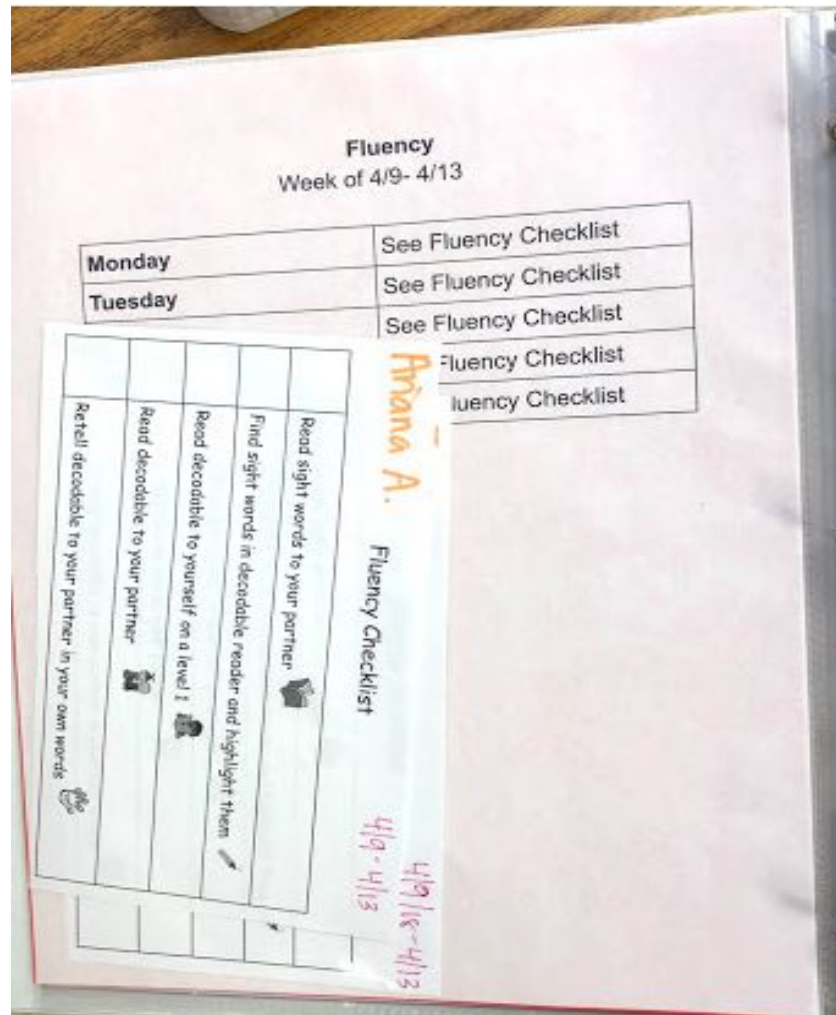 Fluency
Week of 4/9- 4/13
Monday See Fluency Checklist
Tuesday See Fluency Checklist
See Fluency Checklist
Fluency Checklist
luency Checklist
4/9/18-4/13
Ariana A.
Fluency Checklist
4/9-4/13
Read sight words to your partner
Find sight words in decodable reader and highlight them
Read decodable to yourself on a level 1
Read decodable to your partner
Retell decodable to your partner in your own words